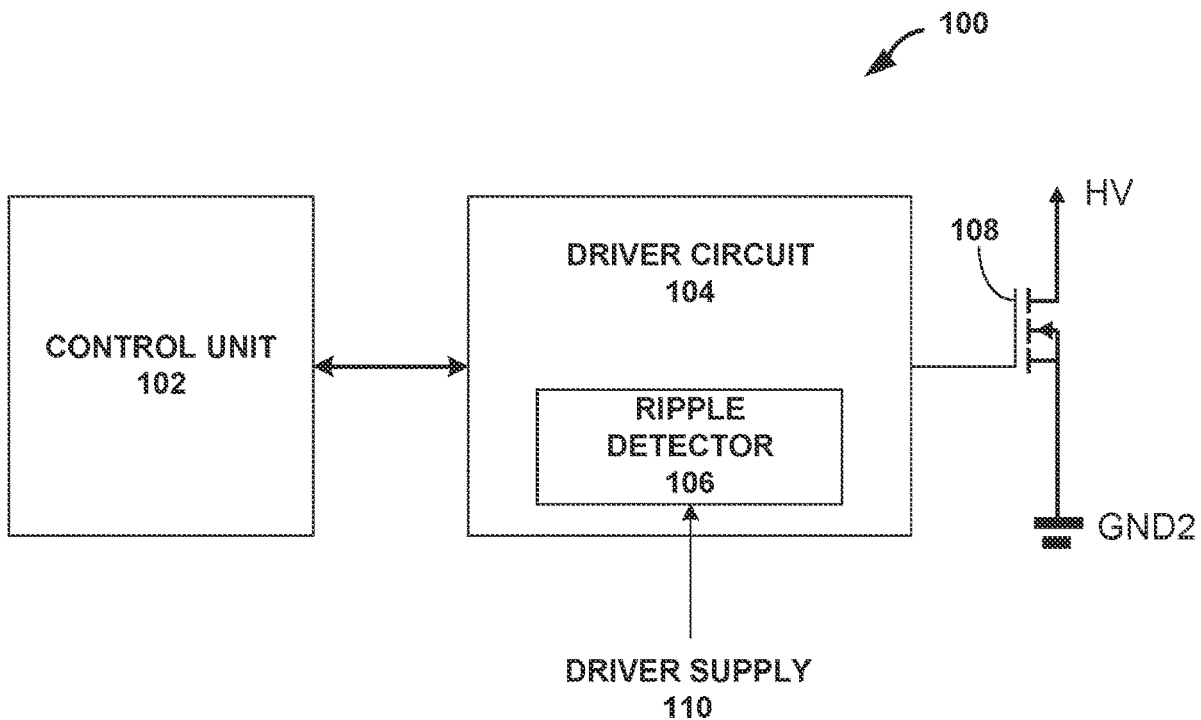 100
HV
108
DRIVER CIRCUIT
104
CONTROL UNIT
102
RIPPLE
DETECTOR
106
GND2
DRIVER SUPPLY
110